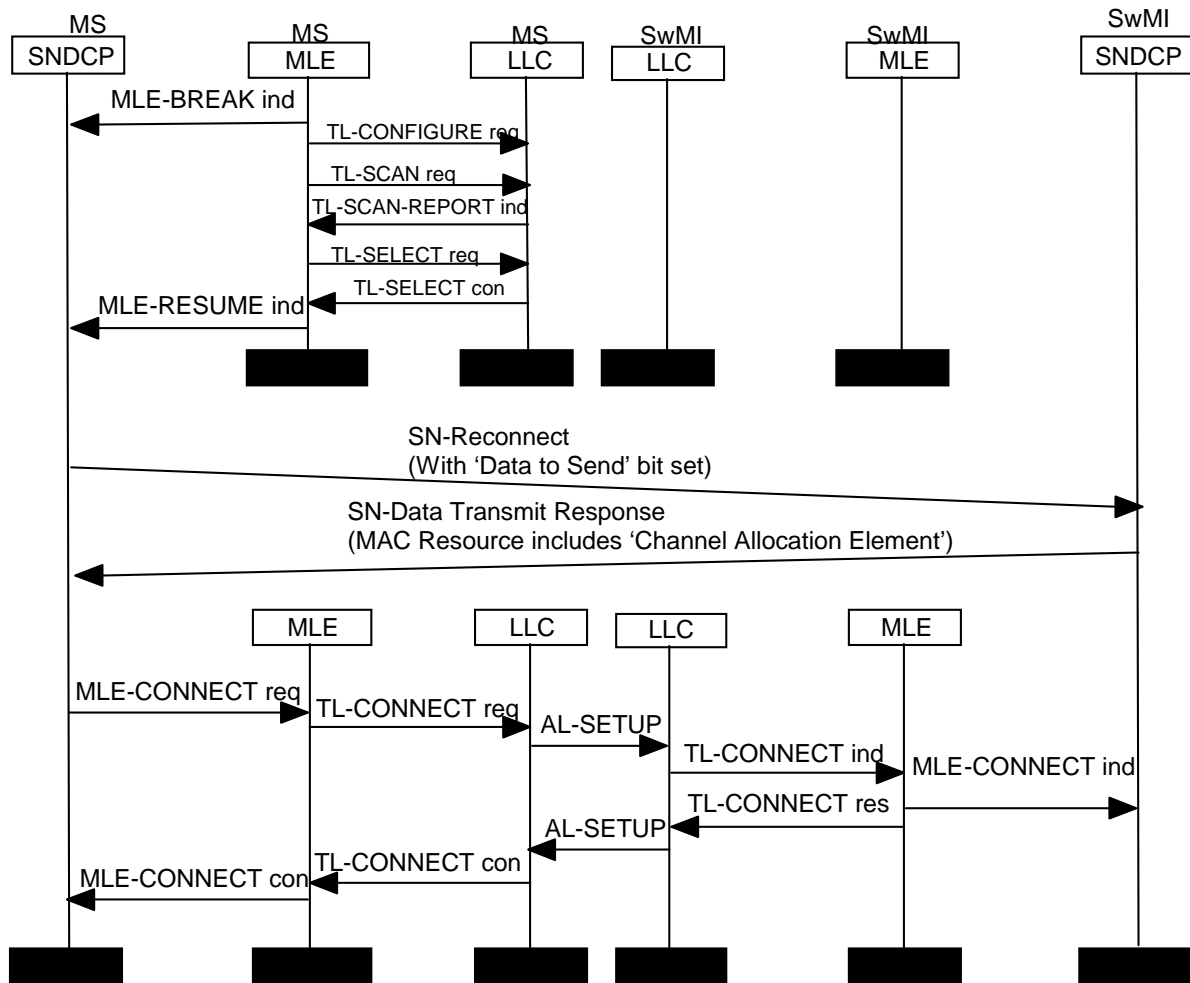 MS
MS
MS
SwMI
SwMI
SwMI
SNDCP
MLE
LLC
LLC
MLE
SNDCP
MLE-BREAK ind
TL-CONFIGURE req
TL-SCAN req
TL-SCAN-REPORT ind
TL-SELECT req
TL-SELECT con
MLE-RESUME ind
SN-Reconnect
(With ‘Data to Send’ bit set)
SN-Data Transmit Response
(MAC Resource includes ‘Channel Allocation Element’)
MLE
LLC
LLC
MLE
MLE-CONNECT req
TL-CONNECT req
AL-SETUP
TL-CONNECT ind
MLE-CONNECT ind
TL-CONNECT res
AL-SETUP
TL-CONNECT con
MLE-CONNECT con